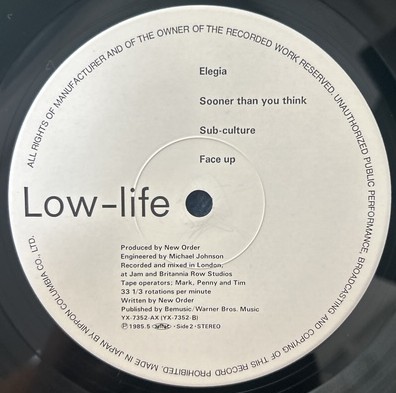 ALL RIGHTS OF MANUFACTURER AND OF THE OWNER OF THE RECORDED WORK RESERVED. UNAUTHORIZED PUBLIC PERFORMANCE, BROADCASTING AND COPYING OF THIS RECORD PROHIBITED. MADE IN JAPAN BY NIPPON COLUMBIA CO., LTD.
Elegia
Sooner than you think
Sub-culture
Face up
Low-life
Produced by New Order
Engineered by Michael Johnson
Recorded and mixed in London,
at Jam and Britannia Row Studios
Tape operators: Mark, Penny and Tim
33 1/3 rotations per minute
Written by New Order
Published by Bemusic/Warner Bros. Music
YX-7352-AX (YX-7352-B)
Ⓟ1985.5 · Side 2 · STEREO